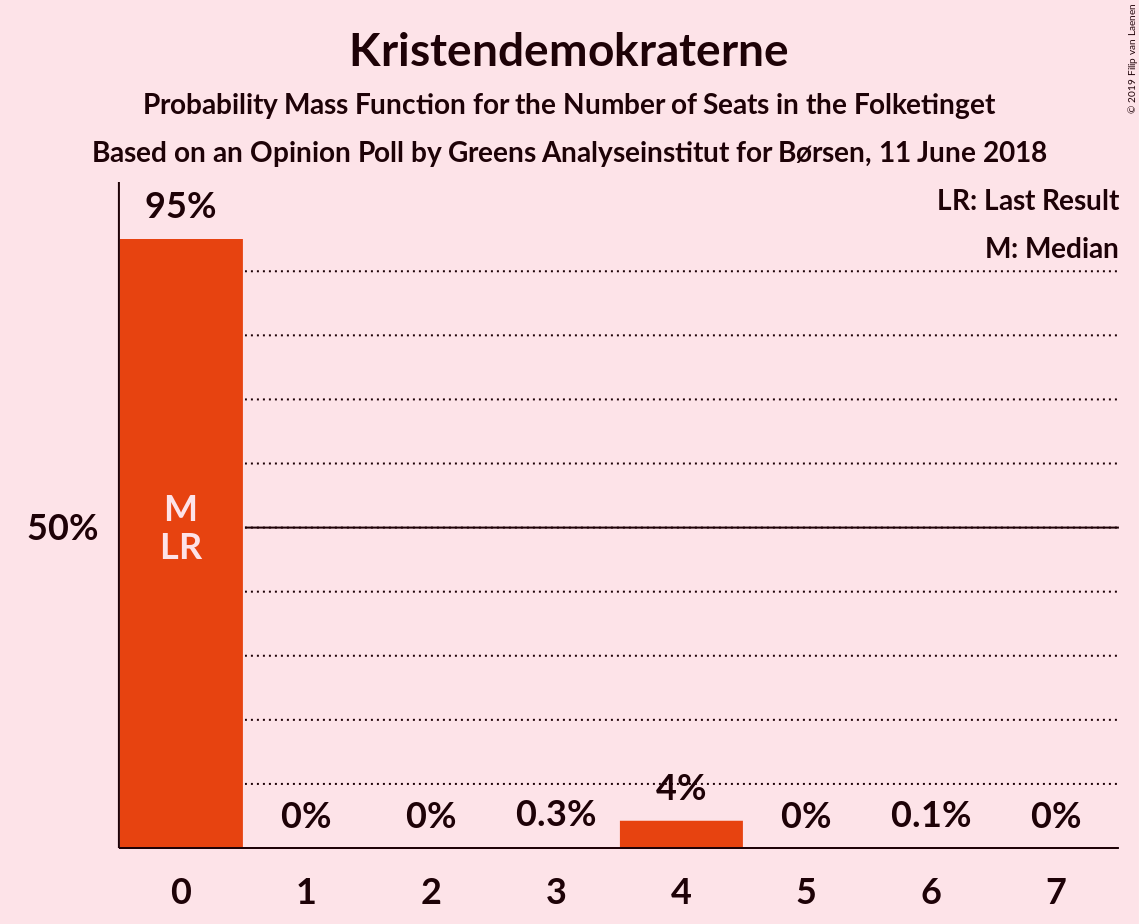 Kristendemokraterne
Probability Mass Function for the Number of Seats in the Folketinget
Based on an Opinion Poll by Greens Analyseinstitut for Børsen, 11 June 2018
© 2019 Filip van Laenen
LR: Last Result
M: Median
95%
M
LR
50%
0%
0%
0.3%
4%
0%
0.1%
0%
0
1
2
3
4
5
6
7